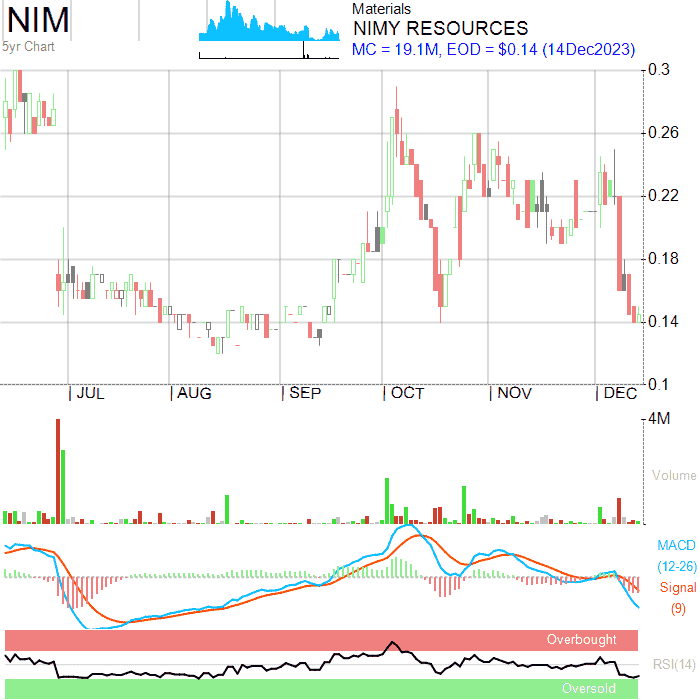 NIM
5yr Chart
Materials
NIMY RESOURCES
MC = 19.1M, EOD = $0.14 (14Dec2023)
0.3
0.26
0.22
0.18
0.14
0.1
JUL AUG SEP OCT NOV DEC
4M
Volume
MACD
(12-26)
Signal
(9)
Overbought
RSI(14)
Oversold